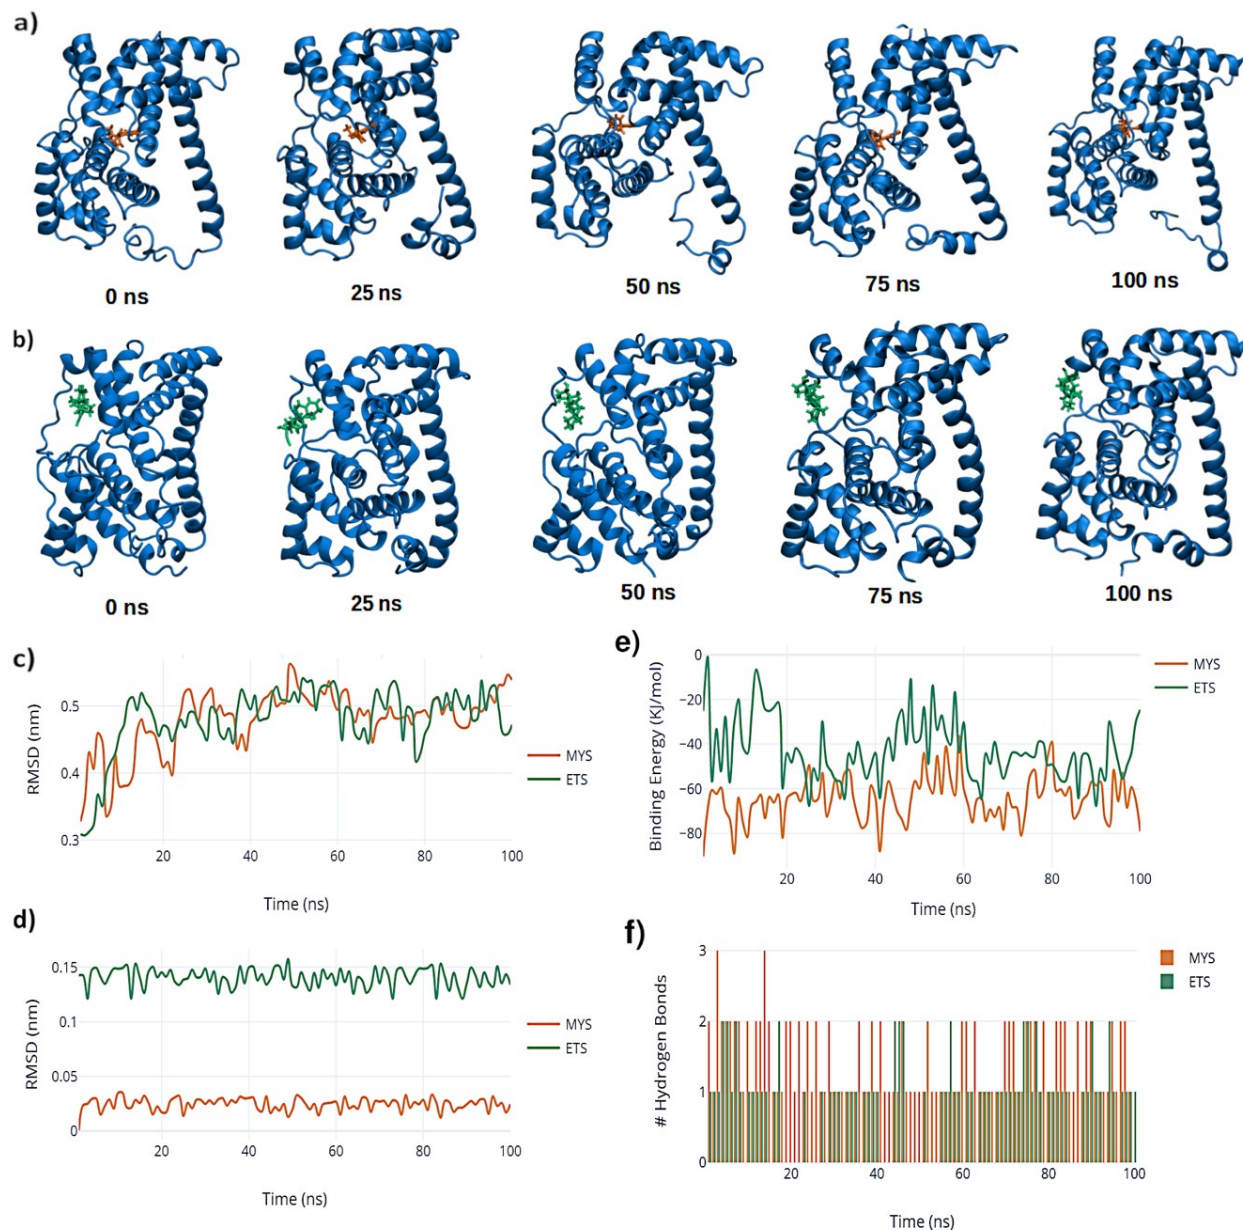 a)
0 ns
25 ns
50 ns
75 ns
100 ns
b)
0 ns
25 ns
50 ns
75 ns
100 ns
c)
RMSD (nm)
0.5
0.4
0.3
20
40
60
80
100
Time (ns)
MYS
ETS
e)
Binding Energy (KJ/mol)
0
−20
−40
−60
−80
20
40
60
80
100
Time (ns)
MYS
ETS
d)
RMSD (nm)
0.15
0.1
0.05
0
20
40
60
80
100
Time (ns)
MYS
ETS
f)
# Hydrogen Bonds
3
2
1
0
20
40
60
80
100
Time (ns)
MYS
ETS